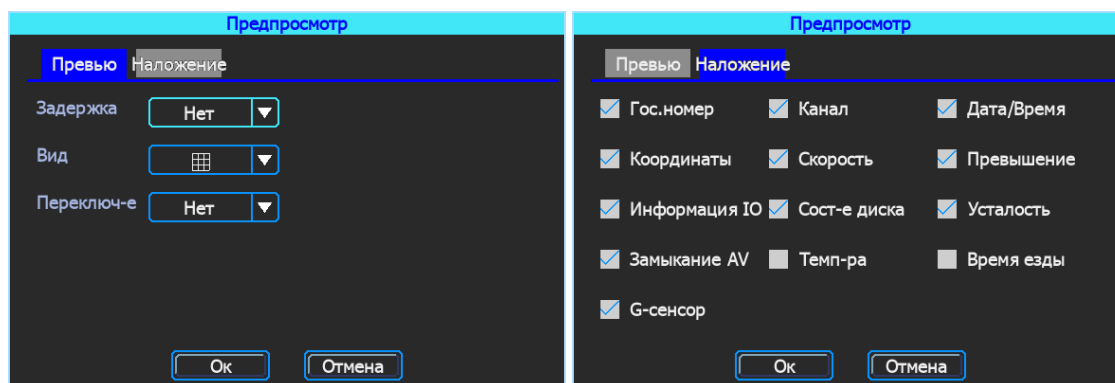 Предпросмотр
Превью Наложение
Задержка Нет
Вид
Переключ-е Нет
Ок Отмена
Предпросмотр
Превью Наложение
Гос.номер Канал Дата/Время
Координаты Скорость Превышение
Информация IO Сост-е диска Усталость
Замыкание AV Темп-ра Время езды
G-сенсор
Ок Отмена